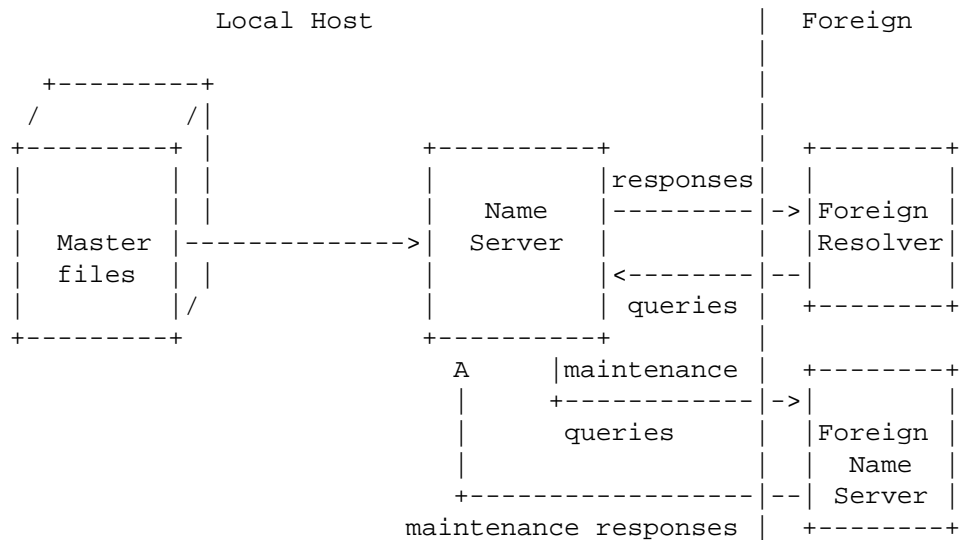 Local Host | Foreign
|
+---------+ |
/ /| |
+---------+ | +----------+ | +--------+
| | | | |responses| | |
| | | | Name |---------|->|Foreign |
| Master |-------------->| Server | | |Resolver|
| files | | | |<--------|--| |
| |/ | | queries | +--------+
+---------+ +----------+ |
A |maintenance | +--------+
| +------------|->| |
| queries | |Foreign |
| | | Name |
+------------------|--| Server |
maintenance responses | +--------+